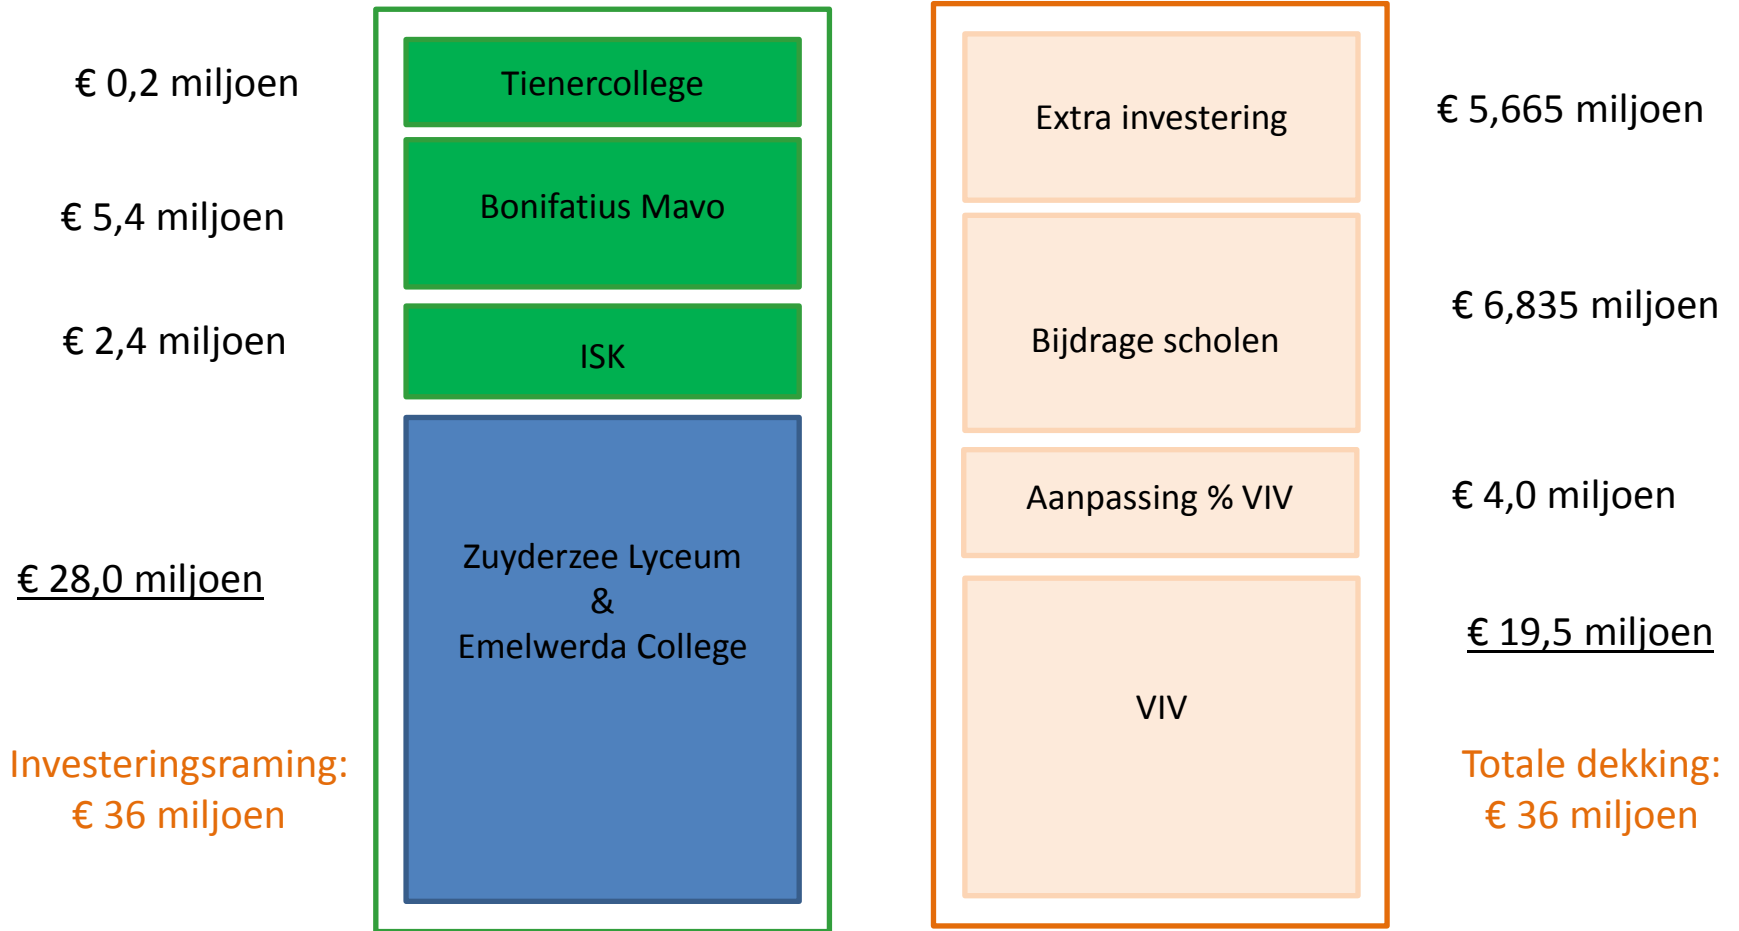 € 0,2 miljoen
Tienercollege
€ 5,4 miljoen
Bonifatius Mavo
€ 2,4 miljoen
ISK
€ 28,0 miljoen
Zuyderzee Lyceum
&
Emelwerda College
Investeringsraming:
€ 36 miljoen
Extra investering
€ 5,665 miljoen
Bijdrage scholen
€ 6,835 miljoen
Aanpassing % VIV
€ 4,0 miljoen
VIV
€ 19,5 miljoen
Totale dekking:
€ 36 miljoen